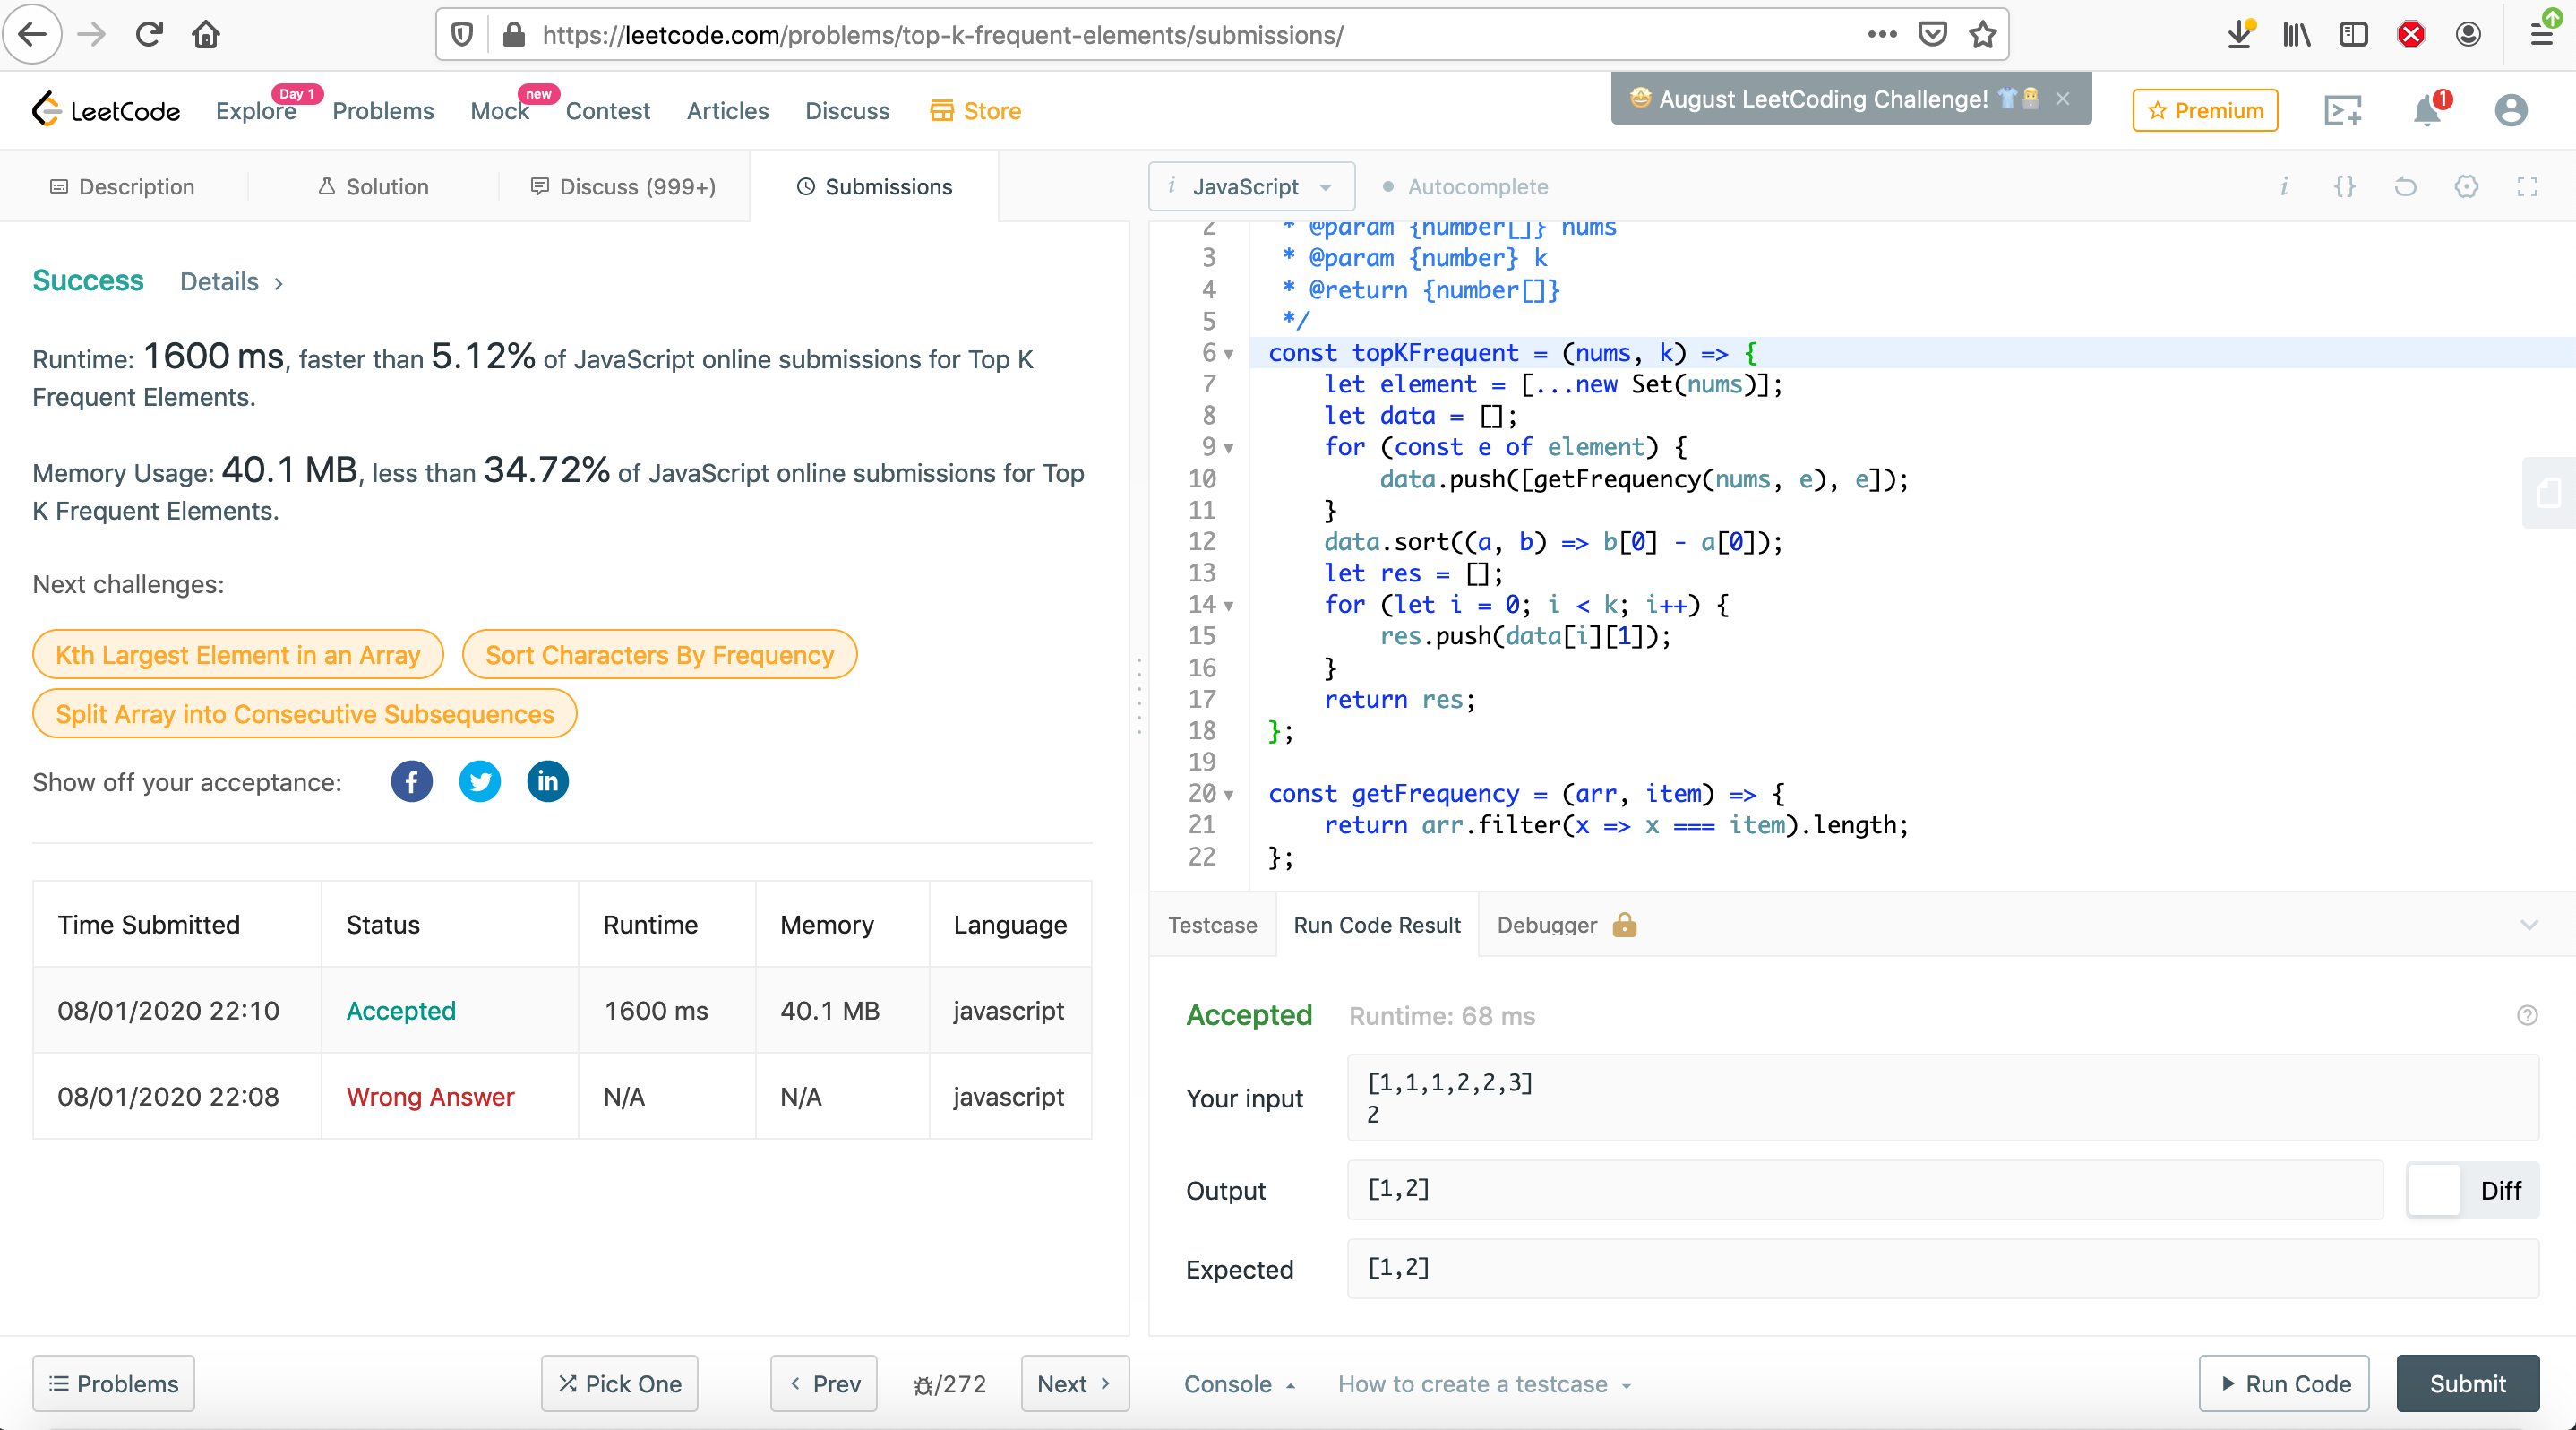 https://leetcode.com/problems/top-k-frequent-elements/submissions/
LeetCode
Explore
Day 1
Problems
Mock
new
Contest
Articles
Discuss
Store
🤩 August LeetCoding Challenge! 👕
Premium
1
Description
Solution
Discuss (999+)
Submissions
i JavaScript
Autocomplete
Success Details >
Runtime: 1600 ms, faster than 5.12% of JavaScript online submissions for Top K
Frequent Elements.
Memory Usage: 40.1 MB, less than 34.72% of JavaScript online submissions for Top
K Frequent Elements.
Next challenges:
Kth Largest Element in an Array
Sort Characters By Frequency
Split Array into Consecutive Subsequences
Show off your acceptance:
Time Submitted Status Runtime Memory Language
08/01/2020 22:10 Accepted 1600 ms 40.1 MB javascript
08/01/2020 22:08 Wrong Answer N/A N/A javascript
2 * @param {number[]} nums
3 * @param {number} k
4 * @return {number[]}
5 */
6 const topKFrequent = (nums, k) => {
7 let element = [...new Set(nums)];
8 let data = [];
9 for (const e of element) {
10 data.push([getFrequency(nums, e), e]);
11 }
12 data.sort((a, b) => b[0] - a[0]);
13 let res = [];
14 for (let i = 0; i < k; i++) {
15 res.push(data[i][1]);
16 }
17 return res;
18 };
19
20 const getFrequency = (arr, item) => {
21 return arr.filter(x => x === item).length;
22 };
Testcase
Run Code Result
Debugger
Accepted Runtime: 68 ms
Your input
[1,1,1,2,2,3]
2
Output
[1,2]
Diff
Expected
[1,2]
Problems
Pick One
< Prev
/272
Next >
Console
How to create a testcase
Run Code
Submit